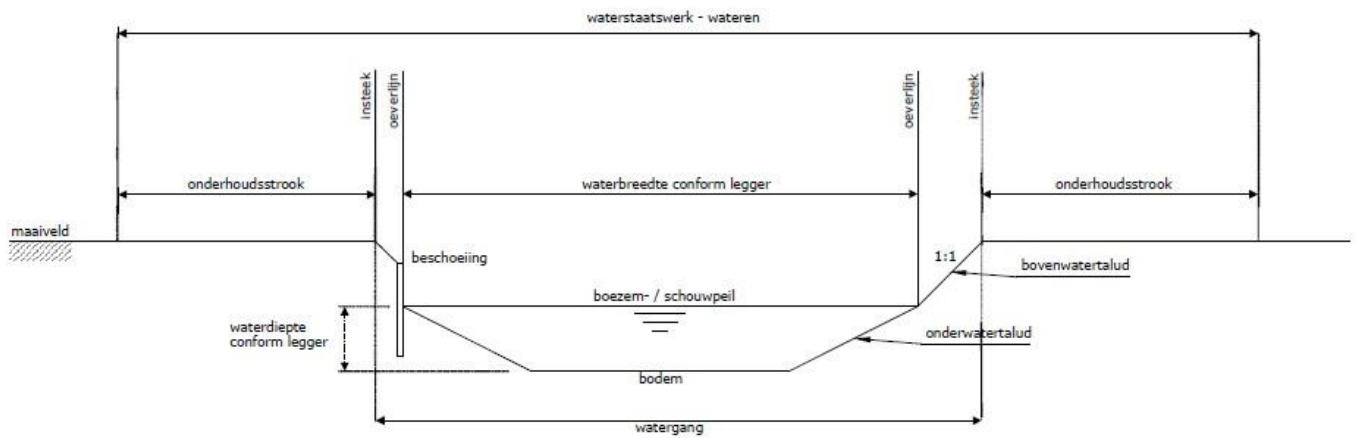 waterstaatswerk - wateren
insteek
oeverlijn
oeverlijn
insteek
onderhoudsstrook
waterbreedte conform legger
onderhoudsstrook
maaiveld
beschoeiing
1:1
bovenwatertalud
boezem- / schouwpeil
waterdiepte
conform legger
onderwatertalud
bodem
watergang